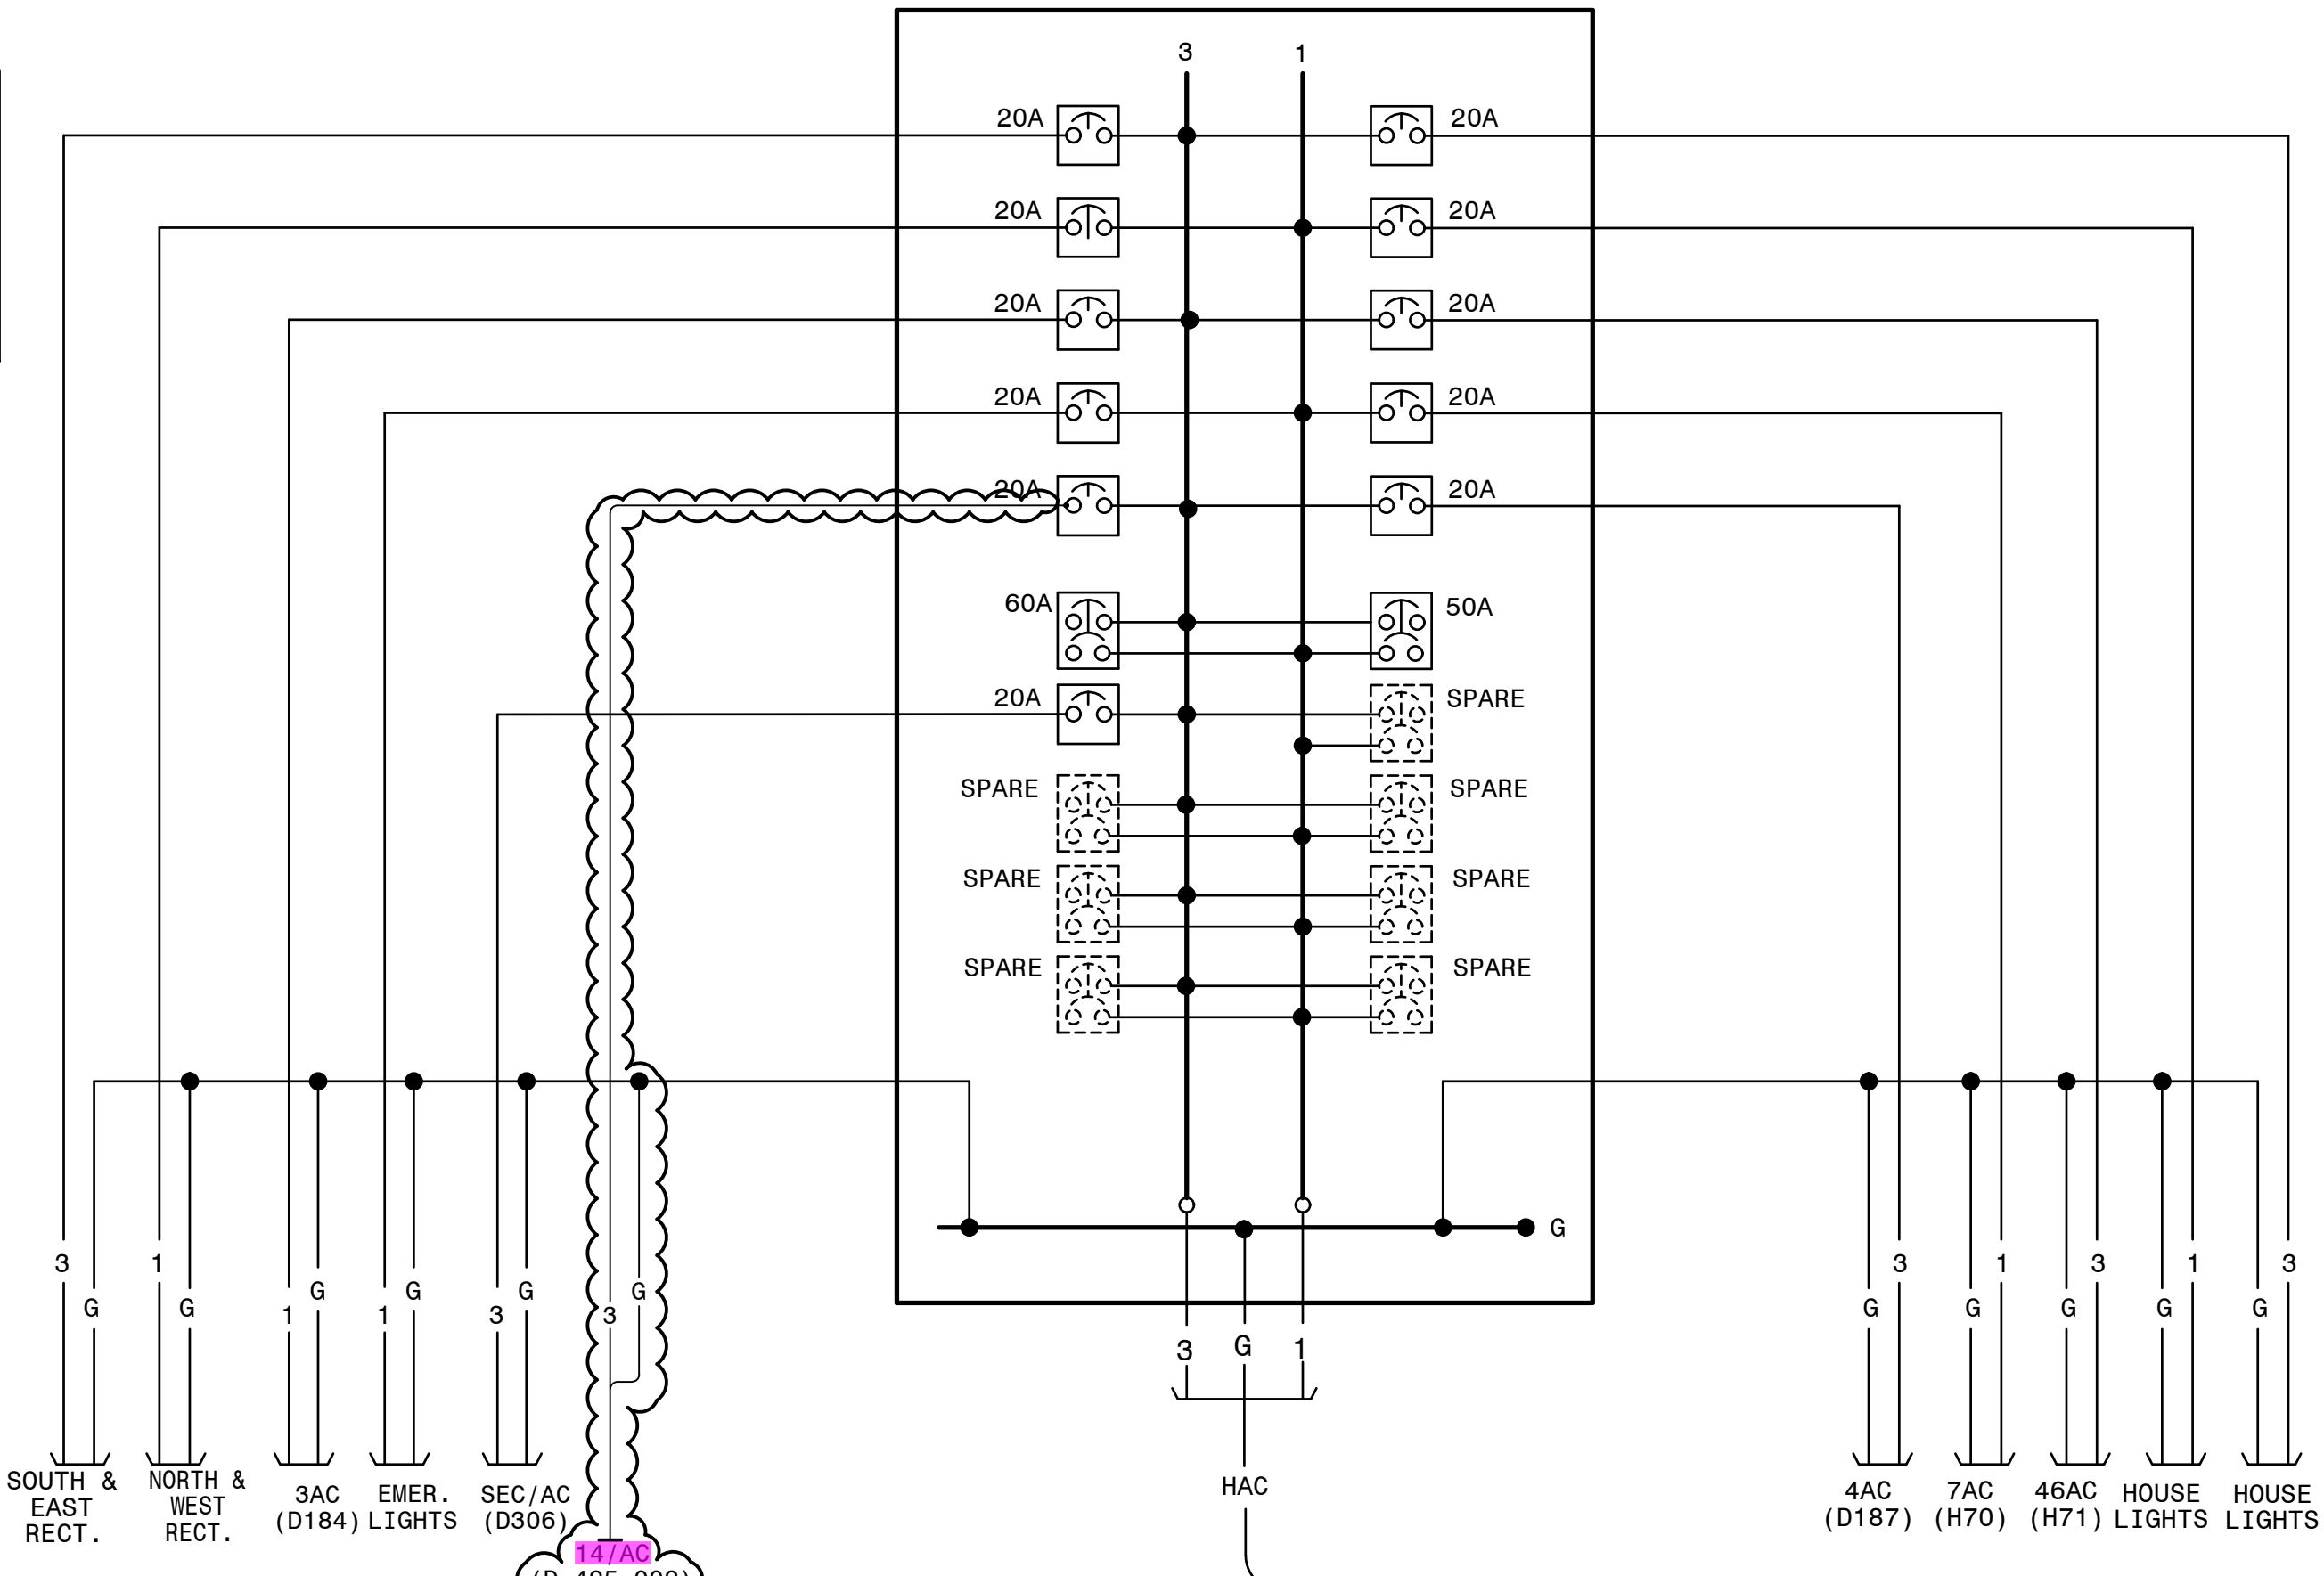 3 1
20A 20A
20A 20A
20A 20A
20A 20A
20A 20A
60A 50A
20A SPARE
SPARE SPARE
SPARE SPARE
SPARE SPARE
G
3 1 3 1 3 1 3
G G G G G G G G G G G
1 1 3 3
3 G 1
HAC
SOUTH &
EAST
RECT.
NORTH &
WEST
RECT.
3AC
(D184)
EMER.
LIGHTS
SEC/AC
(D306)
14/AC
4AC
(D187)
7AC
(H70)
46AC
(H71)
HOUSE
LIGHTS
HOUSE
LIGHTS